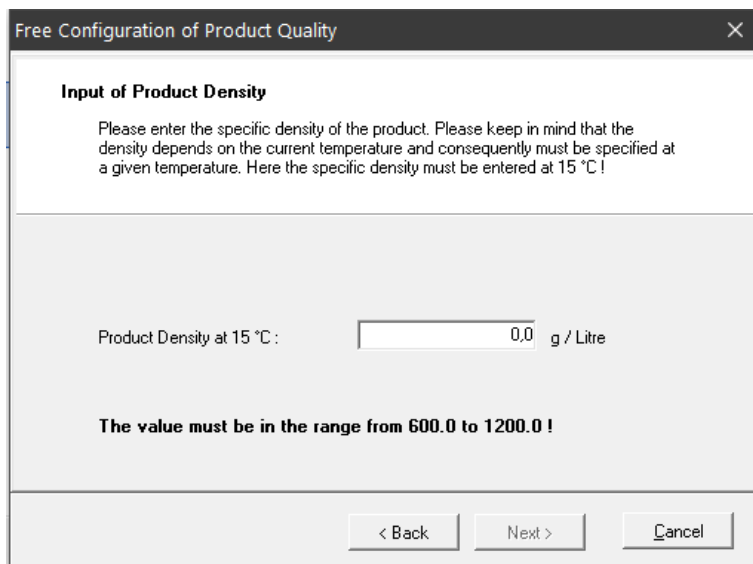 Free Configuration of Product Quality
Input of Product Density
Please enter the specific density of the product. Please keep in mind that the
density depends on the current temperature and consequently must be specified at
a given temperature. Here the specific density must be entered at 15 °C !
Product Density at 15 °C : 0,0 g / Litre
The value must be in the range from 600.0 to 1200.0 !
< Back Next > Cancel